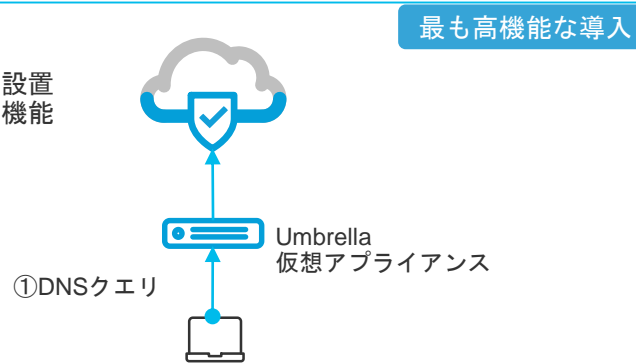 最も高機能な導入
設置
機能
Umbrella
仮想アプライアンス
①DNSクエリ